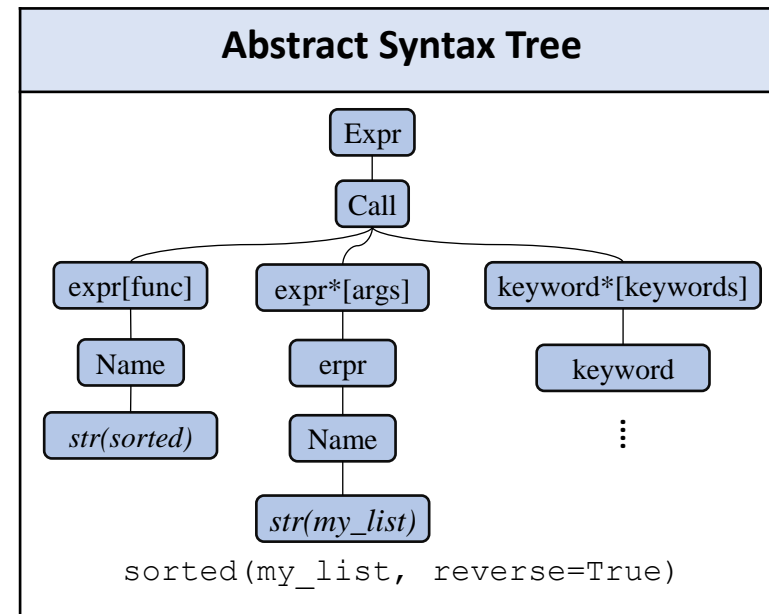 Abstract Syntax Tree
Expr
Call
expr[func]
expr*[args]
keyword*[keywords]
Name
erpr
keyword
str(sorted)
Name
str(my_list)
sorted(my_list, reverse=True)